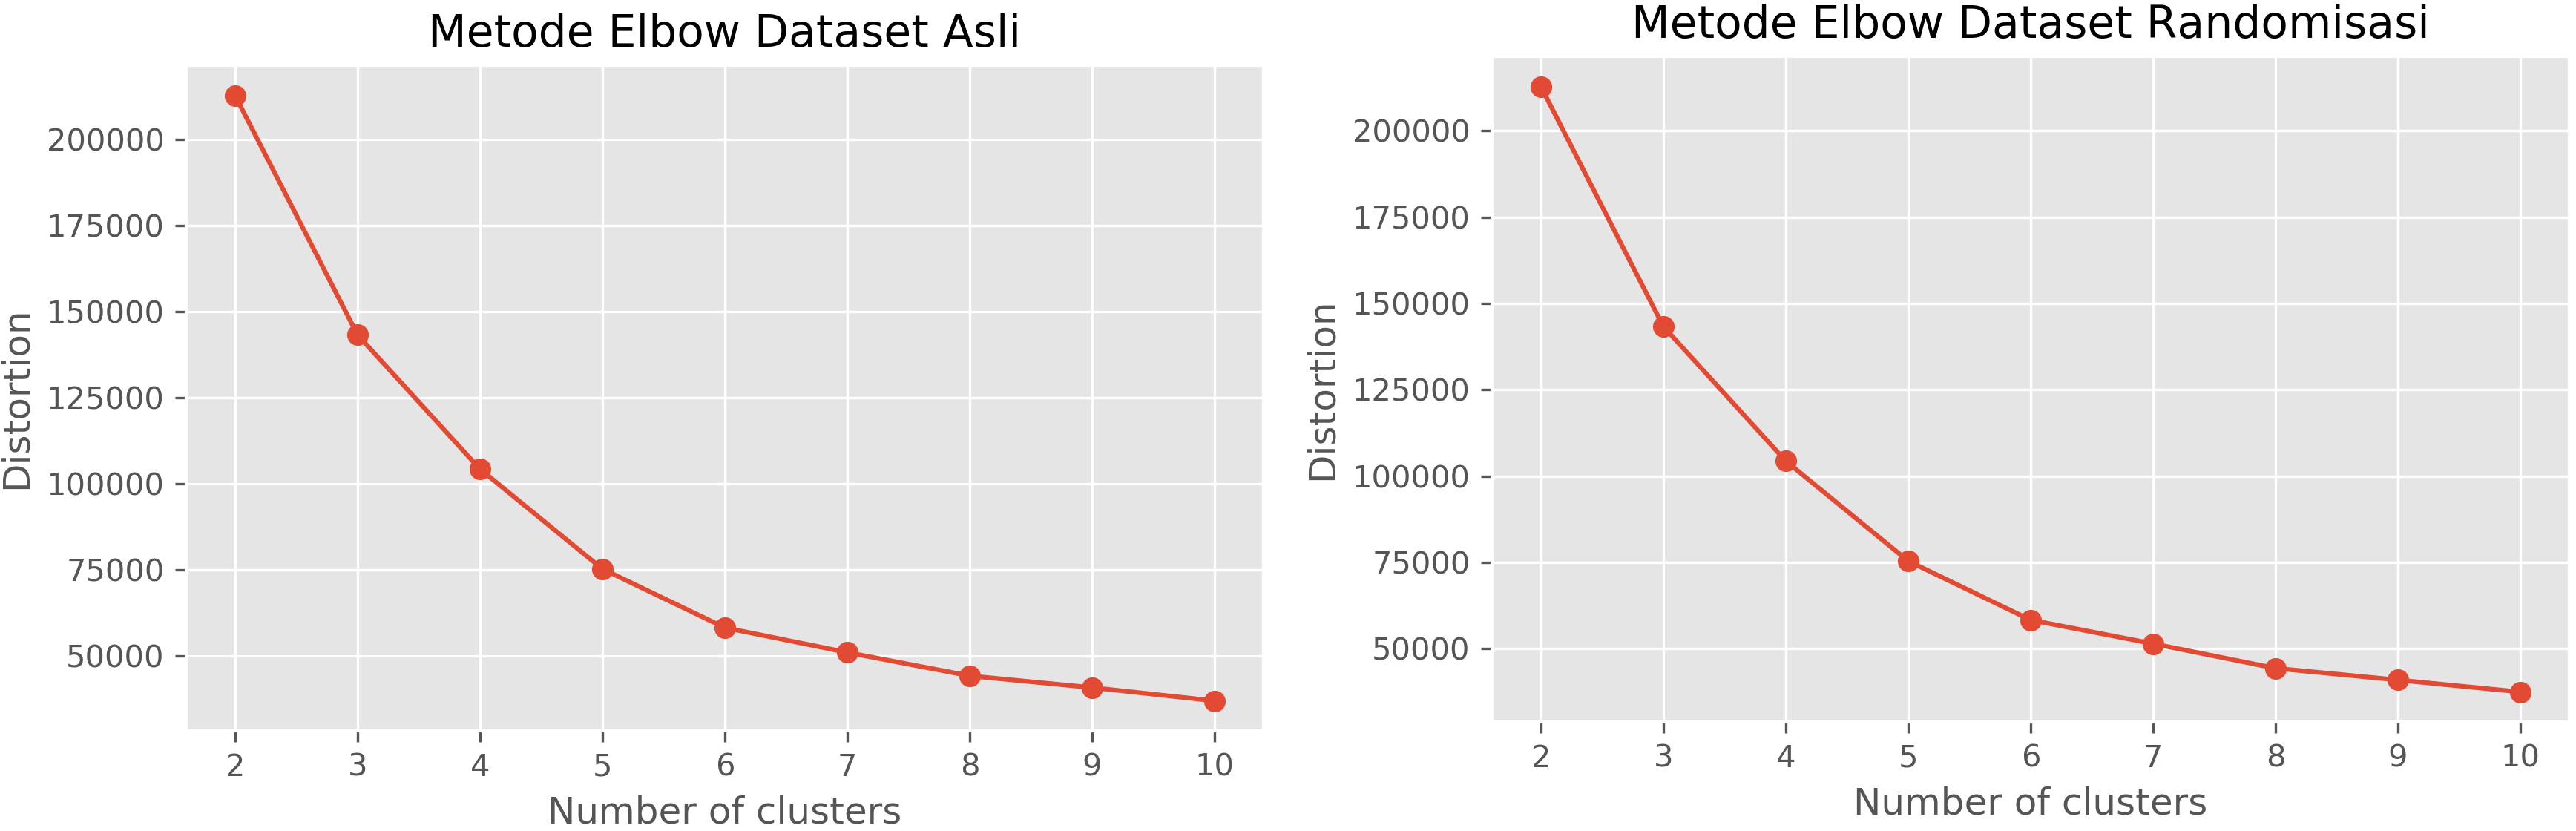 Metode Elbow Dataset Asli
200000
175000
150000
125000
100000
75000
50000
Distortion
2 3 4 5 6 7 8 9 10
Number of clusters
Metode Elbow Dataset Randomisasi
200000
175000
150000
125000
100000
75000
50000
Distortion
2 3 4 5 6 7 8 9 10
Number of clusters